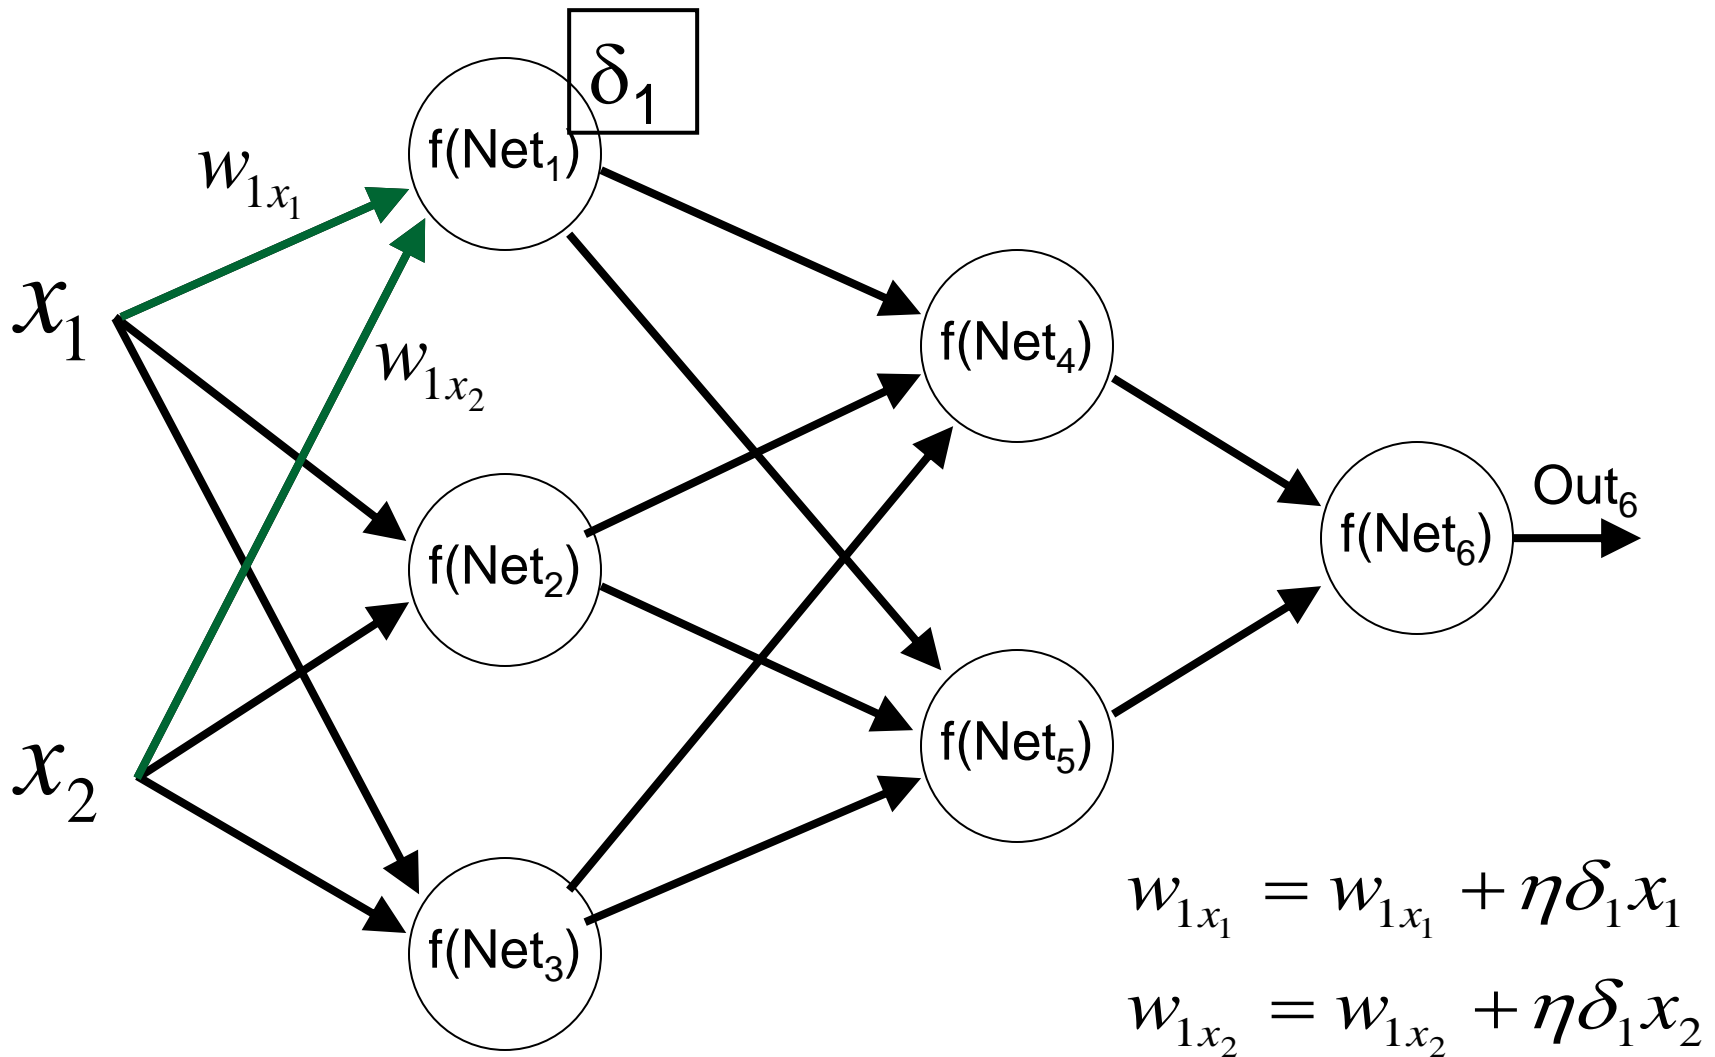 δ₁
f(Net₁)
w₁ₓ₁
x₁
w₁ₓ₂
f(Net₄)
Out₆
f(Net₂)
f(Net₆)
x₂
f(Net₅)
f(Net₃)
w₁ₓ₁ = w₁ₓ₁ + ηδ₁x₁
w₁ₓ₂ = w₁ₓ₂ + ηδ₁x₂